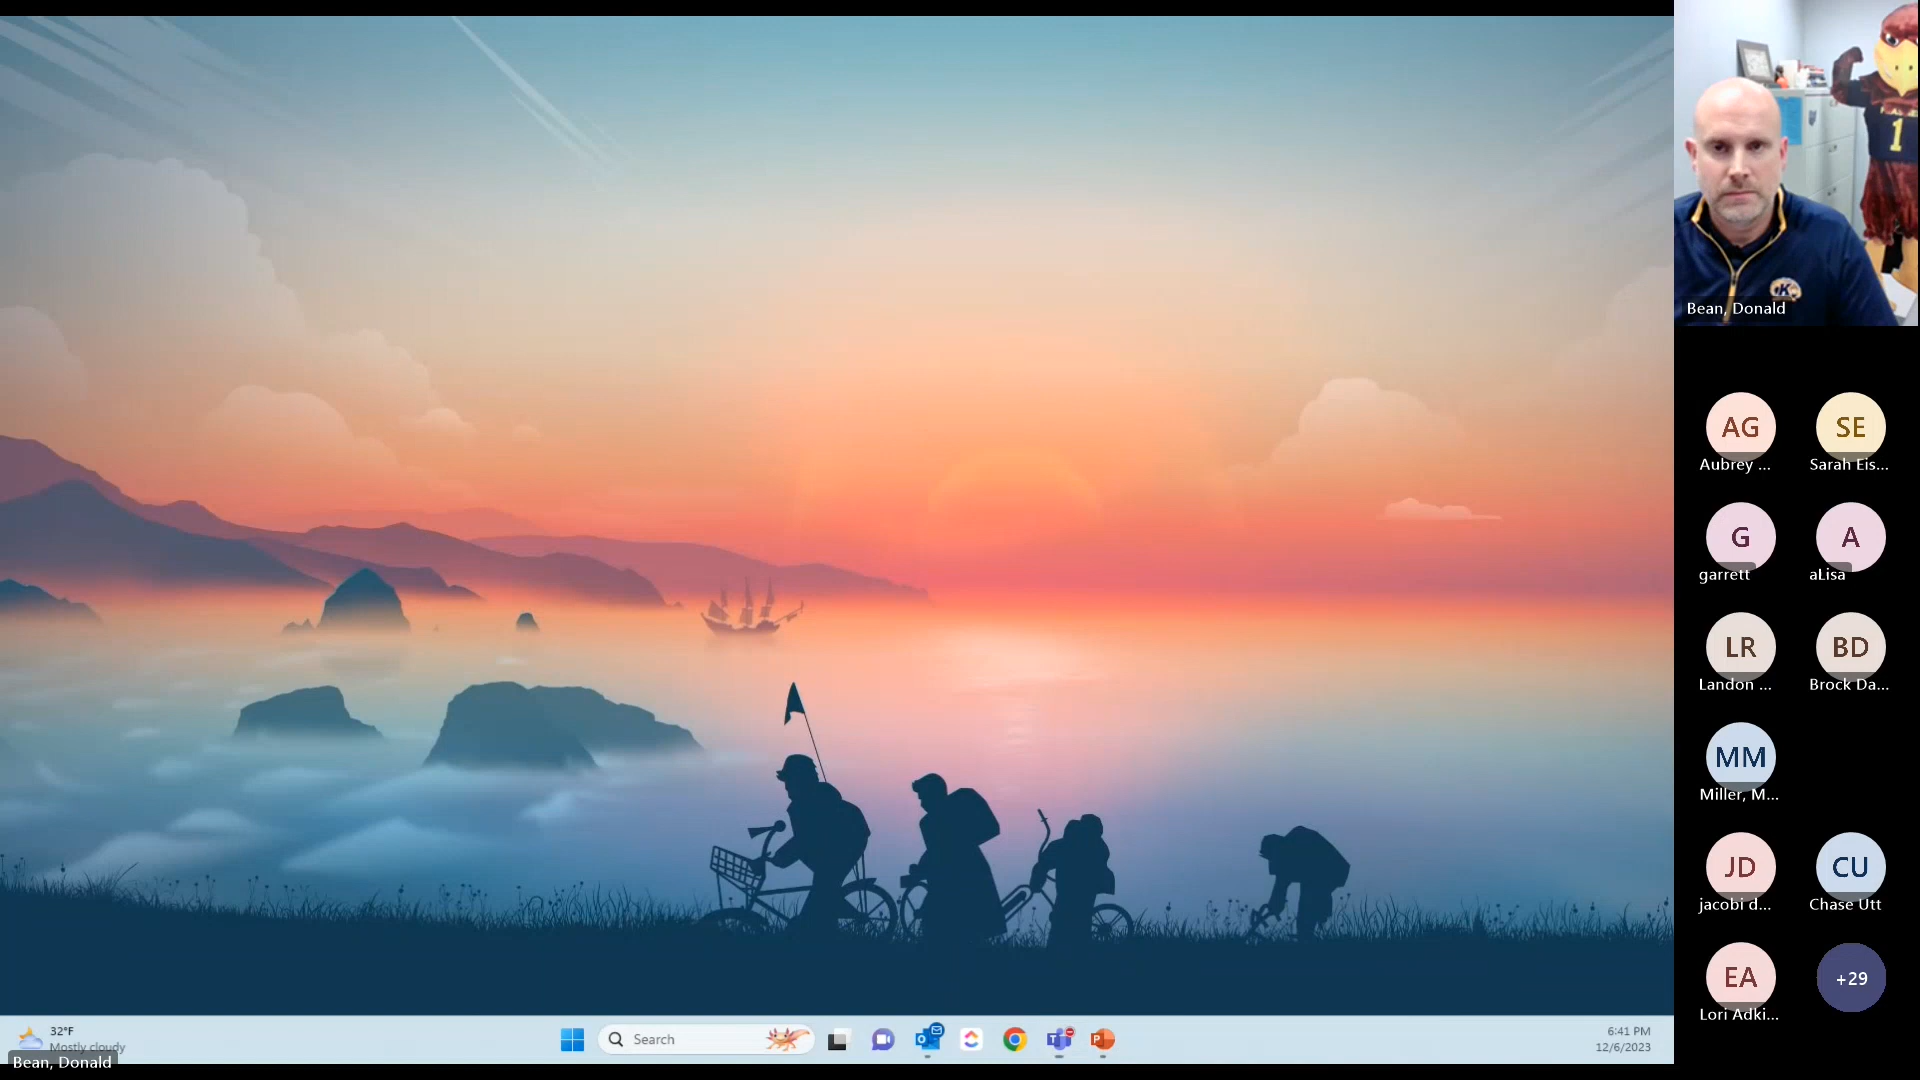 1
K
Bean, Donald
AG
SE
Aubrey ...
Sarah Eis...
G
A
garrett
aLisa
LR
BD
Landon ...
Brock Da...
MM
Miller, M...
JD
CU
jacobi d...
Chase Utt
EA
+29
Lori Adki...
32°F
Mostly cloudy
Search
6:41 PM
12/6/2023
Bean, Donald